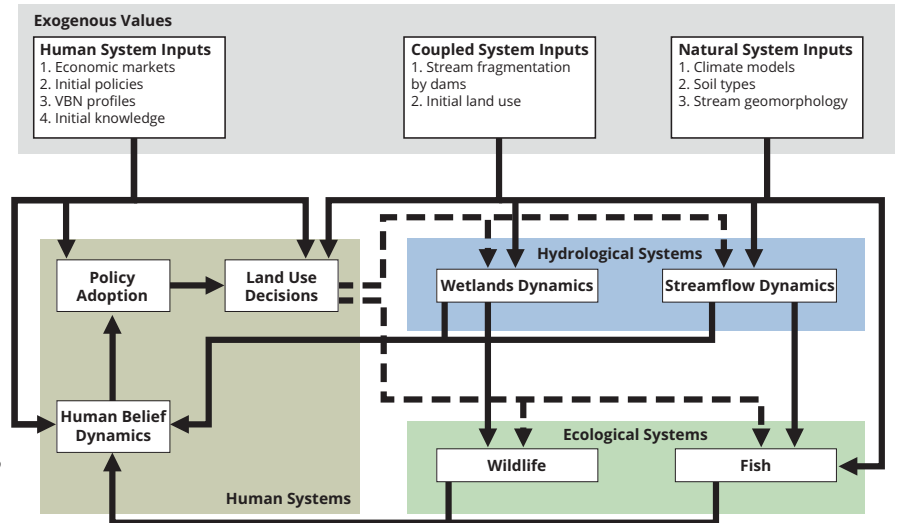 Exogenous Values
Human System Inputs
1. Economic markets
2. Initial policies
3. VBN profiles
4. Initial knowledge
Coupled System Inputs
1. Stream fragmentation
by dams
2. Initial land use
Natural System Inputs
1. Climate models
2. Soil types
3. Stream geomorphology
Policy
Adoption
Land Use
Decisions
Hydrological Systems
Wetlands Dynamics
Streamflow Dynamics
Human Belief
Dynamics
Ecological Systems
Wildlife
Fish
Human Systems